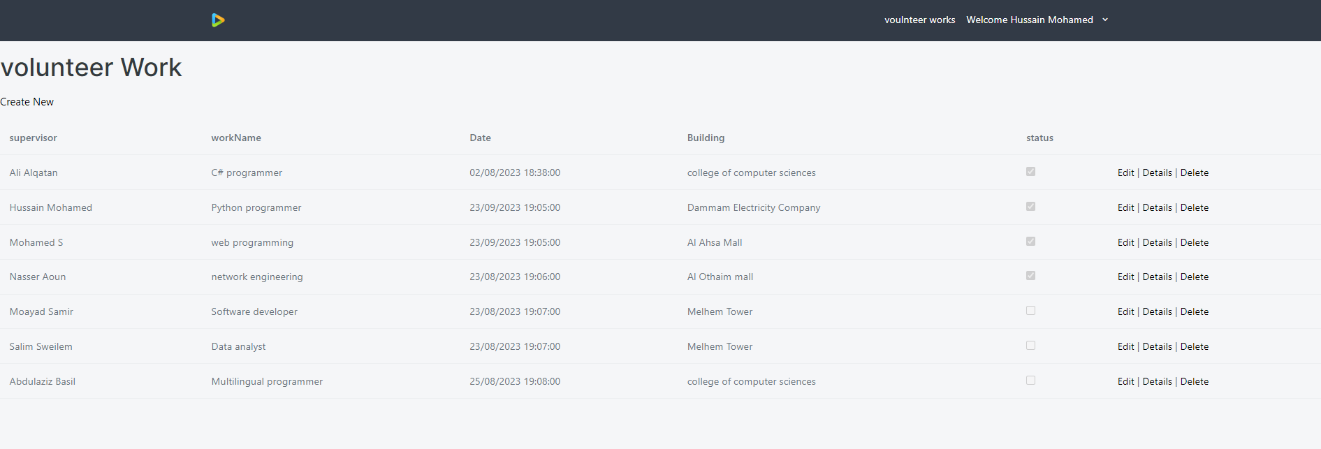 voulnteer works Welcome Hussain Mohamed
volunteer Work
Create New
supervisor workName Date Building status
Ali Alqatan C# programmer 02/08/2023 18:38:00 college of computer sciences Edit | Details | Delete
Hussain Mohamed Python programmer 23/09/2023 19:05:00 Dammam Electricity Company Edit | Details | Delete
Mohamed S web programming 23/09/2023 19:05:00 Al Ahsa Mall Edit | Details | Delete
Nasser Aoun network engineering 23/08/2023 19:06:00 Al Othaim mall Edit | Details | Delete
Moayad Samir Software developer 23/08/2023 19:07:00 Melhem Tower Edit | Details | Delete
Salim Sweilem Data analyst 23/08/2023 19:07:00 Melhem Tower Edit | Details | Delete
Abdulaziz Basil Multilingual programmer 25/08/2023 19:08:00 college of computer sciences Edit | Details | Delete